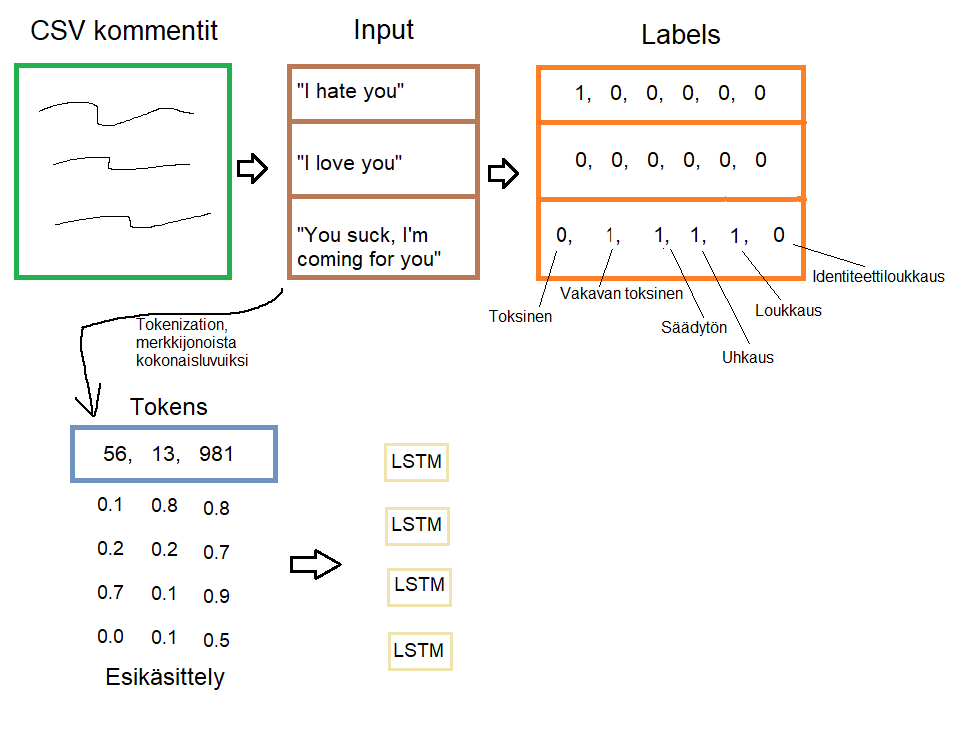 CSV kommentit
Input
Labels
"I hate you"
"I love you"
"You suck, I'm
coming for you"
1, 0, 0, 0, 0, 0
0, 0, 0, 0, 0, 0
0, 1, 1, 1, 1, 0
Toksinen
Vakavan toksinen
Säädytön
Uhkaus
Loukkaus
Identiteettiloukkaus
Tokenization,
merkkijonoista
kokonaisluvuiksi
Tokens
56, 13, 981
0.1 0.8 0.8
0.2 0.2 0.7
0.7 0.1 0.9
0.0 0.1 0.5
Esikäsittely
LSTM
LSTM
LSTM
LSTM